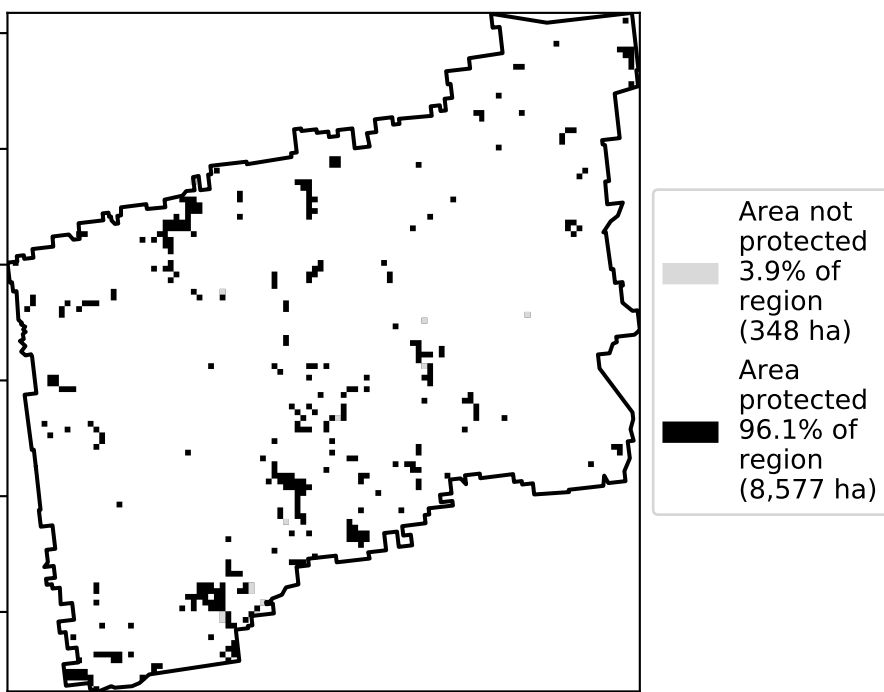 Area not
protected
3.9% of
region
(348 ha)
Area
protected
96.1% of
region
(8,577 ha)